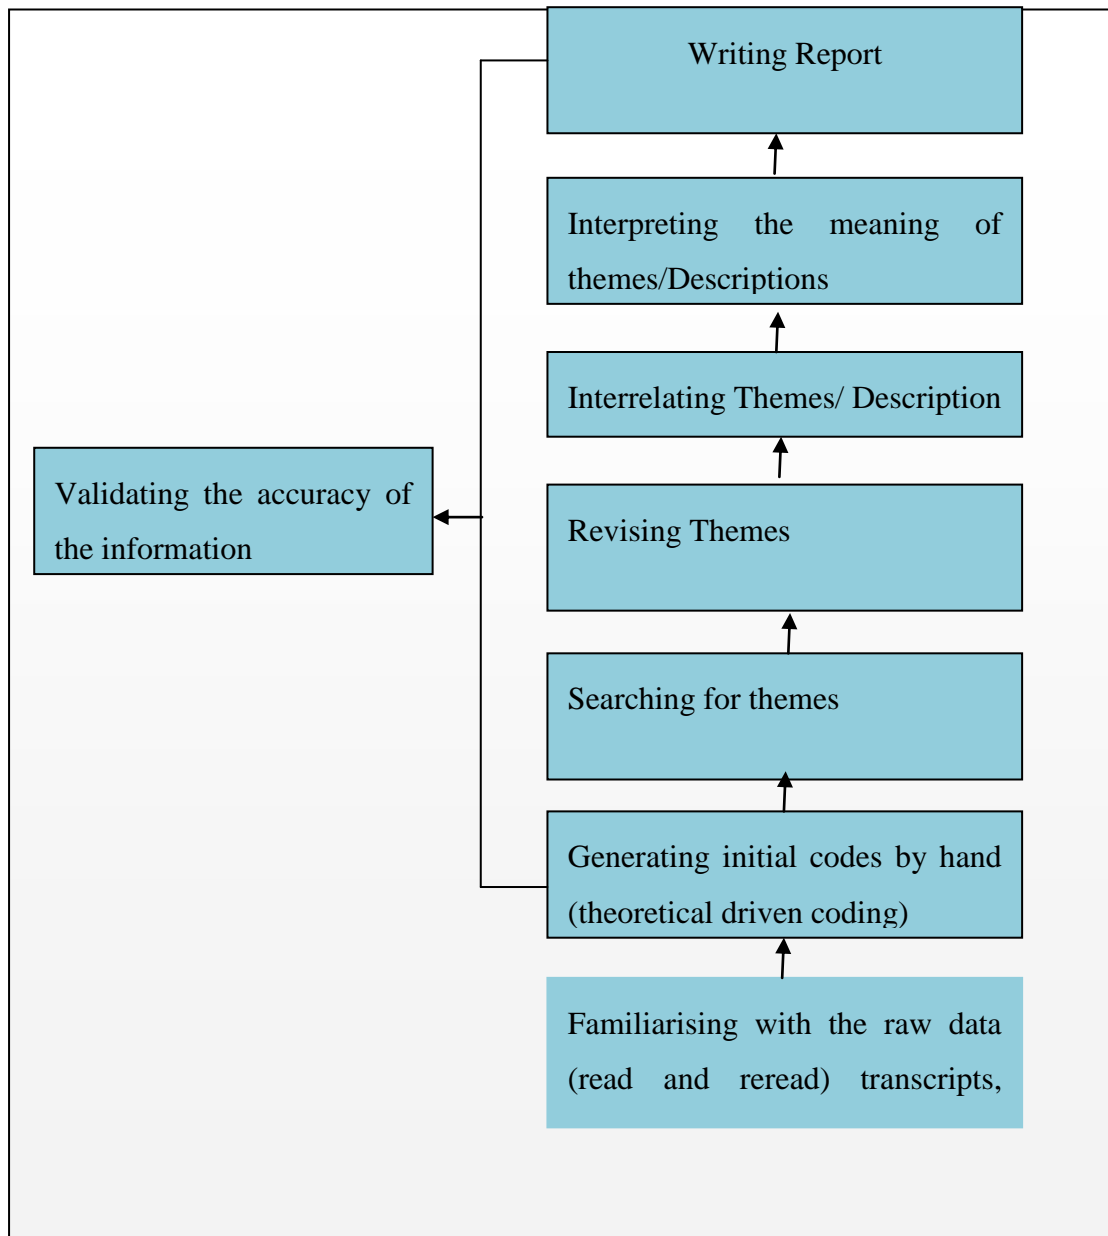 Writing Report
Interpreting the meaning of
themes/Descriptions
Interrelating Themes/ Description
Validating the accuracy of
the information
Revising Themes
Searching for themes
Generating initial codes by hand
(theoretical driven coding)
Familiarising with the raw data
(read and reread) transcripts,